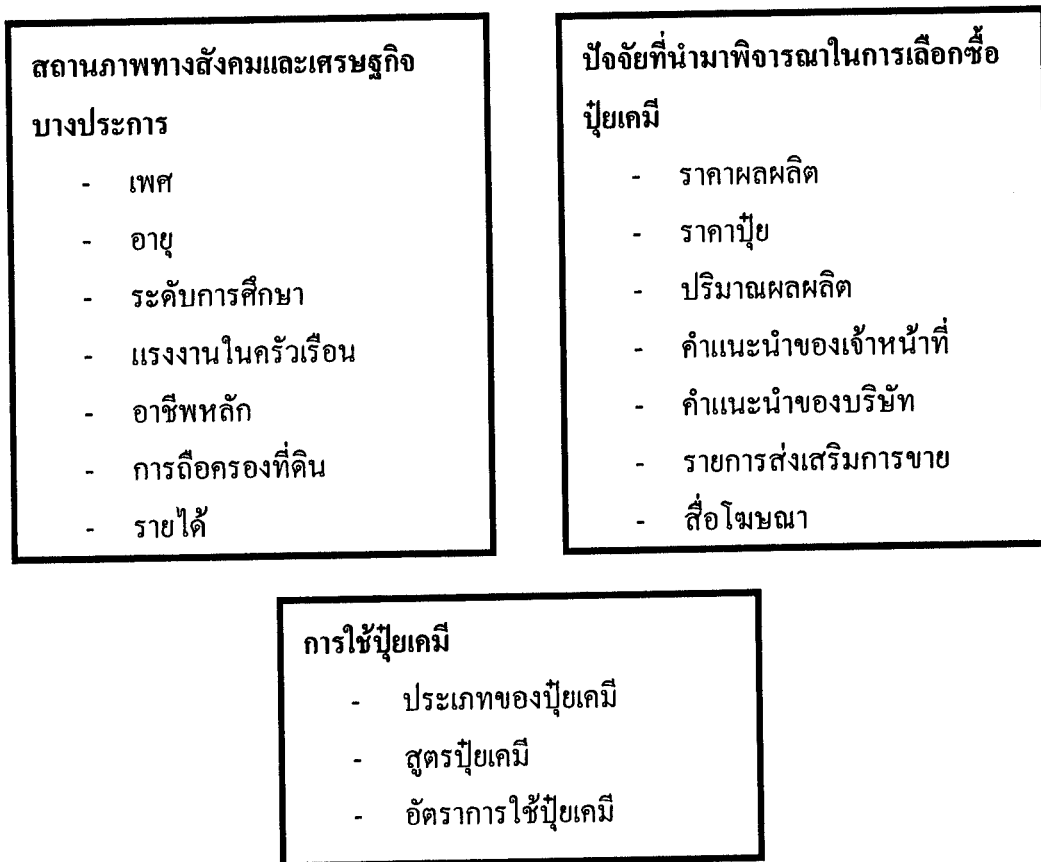 สถานภาพทางสังคมและเศรษฐกิจ
บางประการ
- เพศ
- อายุ
- ระดับการศึกษา
- แรงงานในครัวเรือน
- อาชีพหลัก
- การถือครองที่ดิน
- รายได้
ปัจจัยที่นำมาพิจารณาในการเลือกซื้อ
ปุ๋ยเคมี
- ราคาผลผลิต
- ราคาปุ๋ย
- ปริมาณผลผลิต
- คำแนะนำของเจ้าหน้าที่
- คำแนะนำของบริษัท
- รายการส่งเสริมการขาย
- สื่อโฆษณา
การใช้ปุ๋ยเคมี
- ประเภทของปุ๋ยเคมี
- สูตรปุ๋ยเคมี
- อัตราการใช้ปุ๋ยเคมี